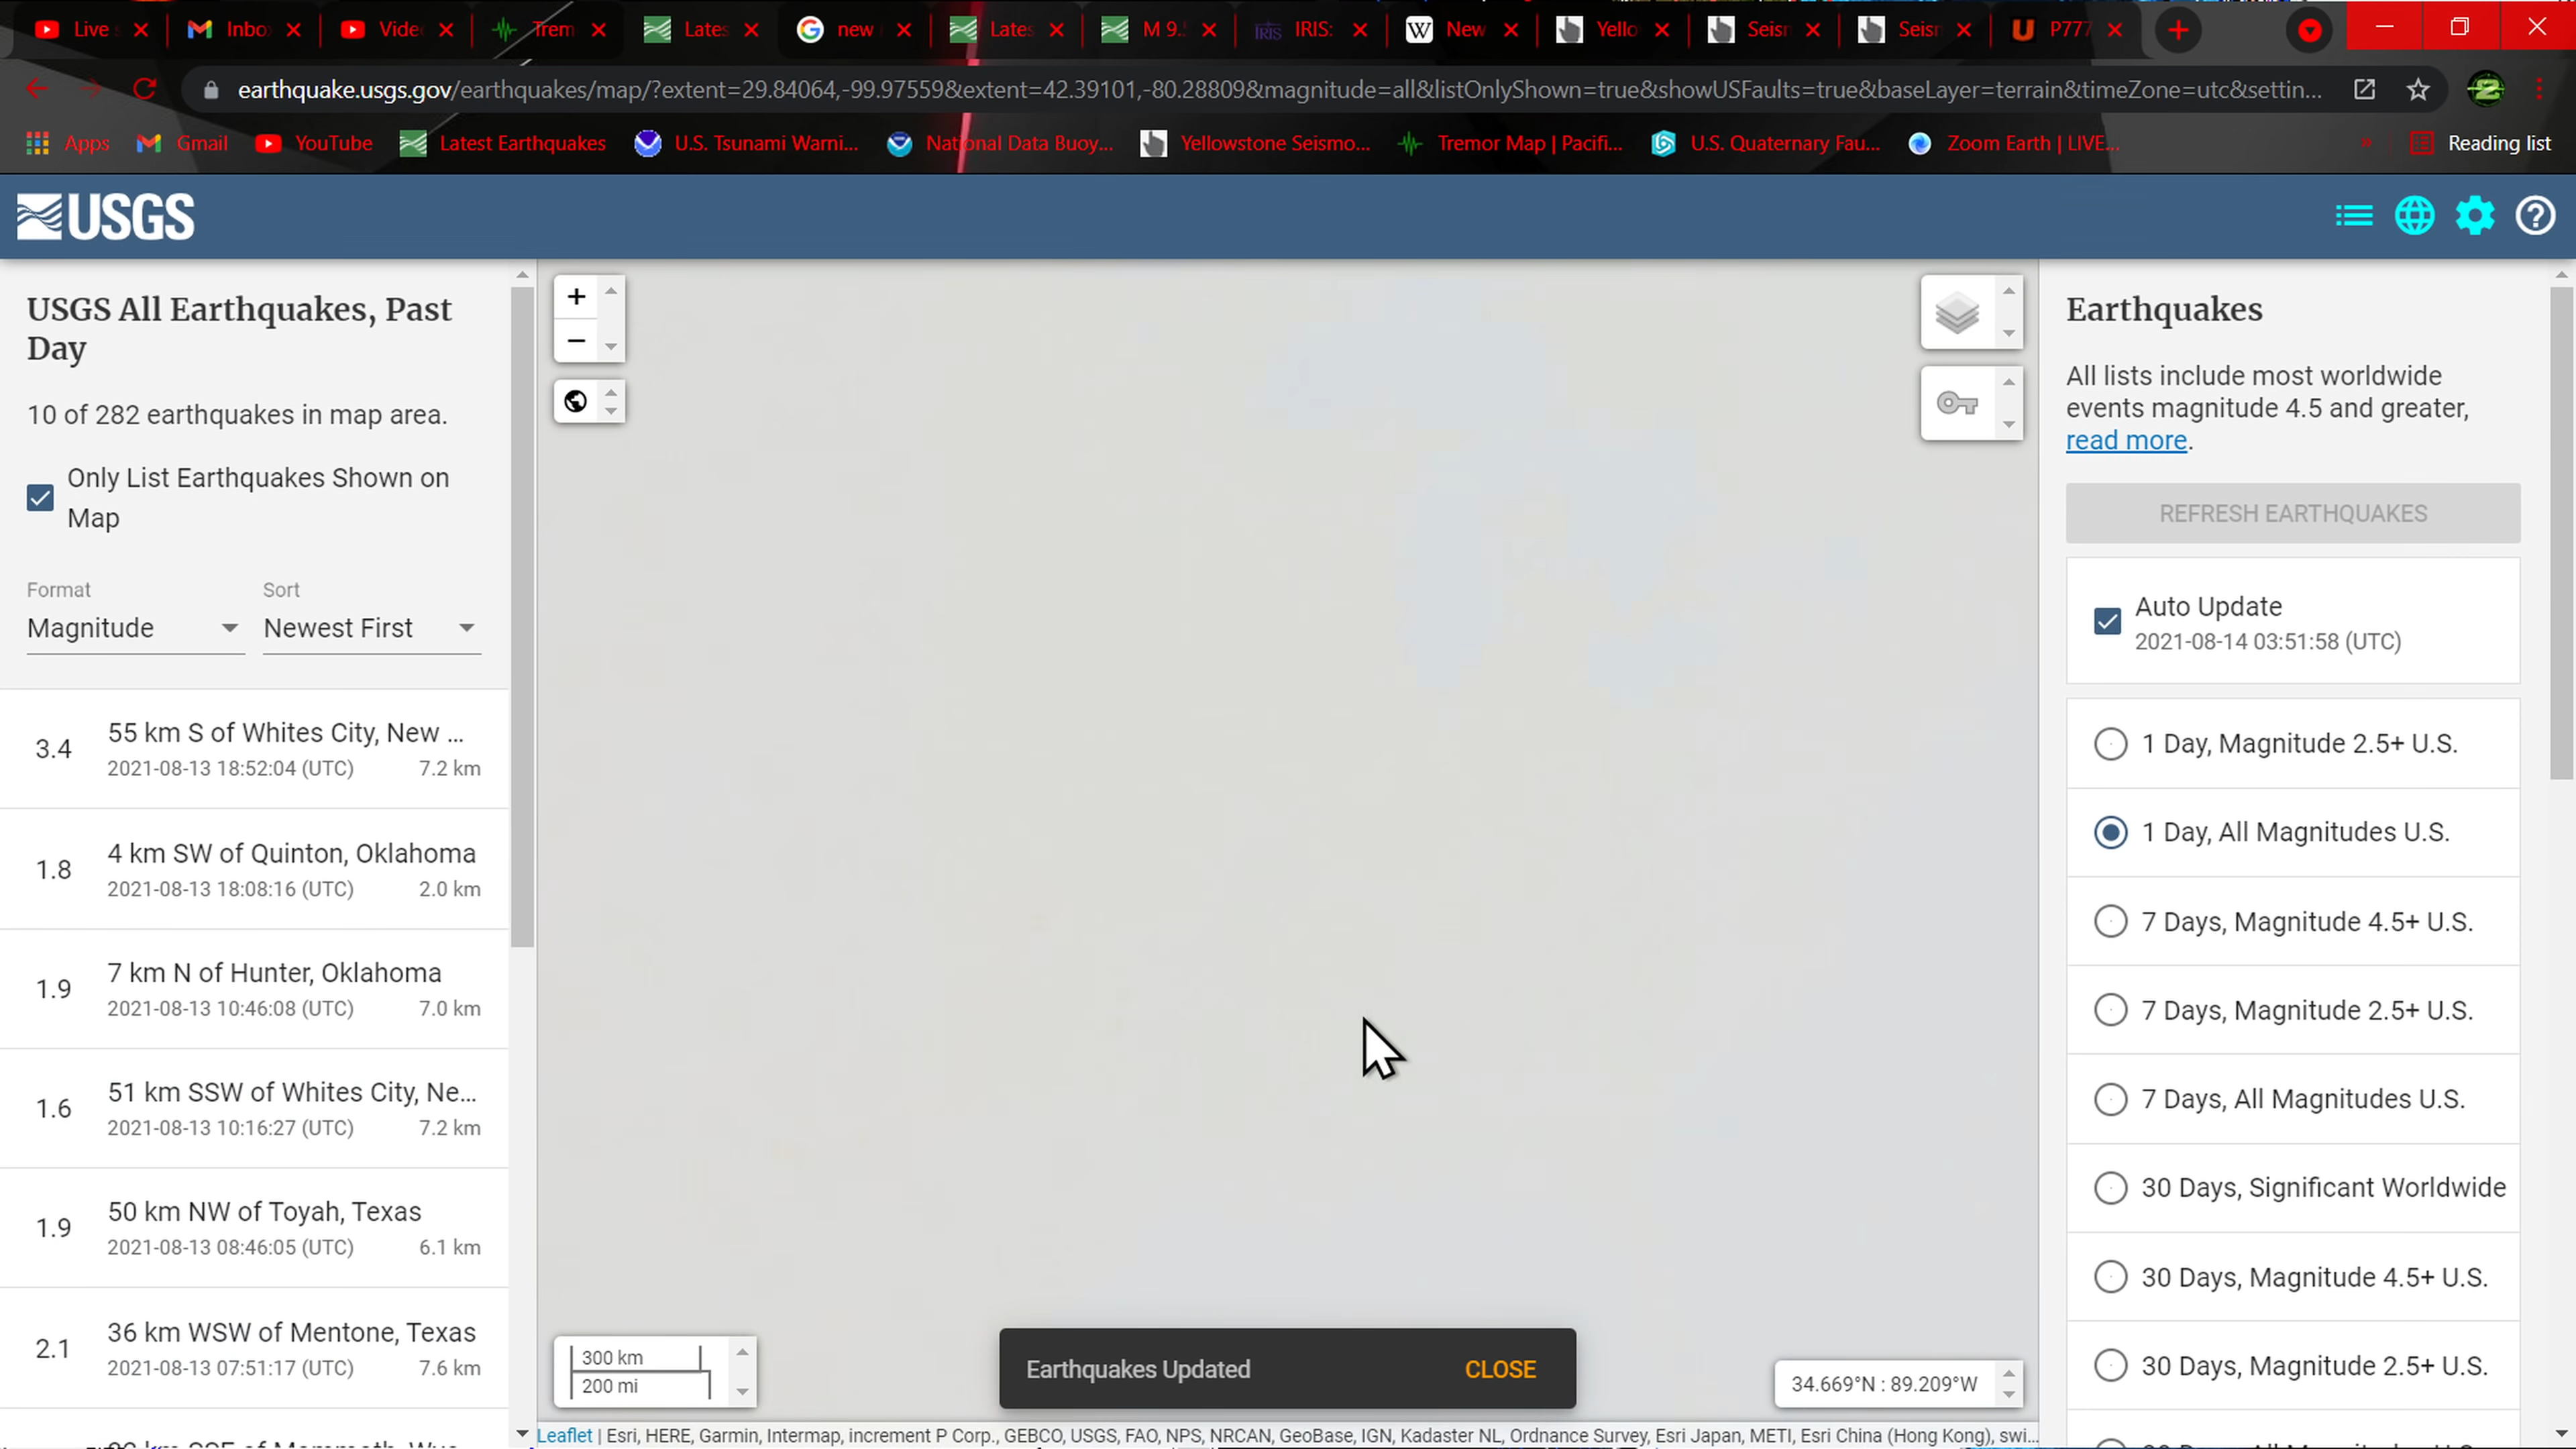 Live
Inbo
Vide
Trem
Lates
new
Lates
M 9.
IRIS:
New
Yello
Seisn
Seisn
P777
earthquake.usgs.gov/earthquakes/map/?extent=29.84064,-99.97559&extent=42.39101,-80.28809&magnitude=all&listOnlyShown=true&showUSFaults=true&baseLayer=terrain&timeZone=utc&settin...
Apps
Gmail
YouTube
Latest Earthquakes
U.S. Tsunami Warni...
National Data Buoy...
Yellowstone Seismo...
Tremor Map | Pacifi...
U.S. Quaternary Fau...
Zoom Earth | LIVE...
»
Reading list
USGS
USGS All Earthquakes, Past
Day
10 of 282 earthquakes in map area.
Only List Earthquakes Shown on
Map
Format
Sort
Magnitude
Newest First
3.4
55 km S of Whites City, New ...
2021-08-13 18:52:04 (UTC) 7.2 km
1.8
4 km SW of Quinton, Oklahoma
2021-08-13 18:08:16 (UTC) 2.0 km
1.9
7 km N of Hunter, Oklahoma
2021-08-13 10:46:08 (UTC) 7.0 km
1.6
51 km SSW of Whites City, Ne...
2021-08-13 10:16:27 (UTC) 7.2 km
1.9
50 km NW of Toyah, Texas
2021-08-13 08:46:05 (UTC) 6.1 km
2.1
36 km WSW of Mentone, Texas
2021-08-13 07:51:17 (UTC) 7.6 km
+
−
300 km
200 mi
Earthquakes Updated
CLOSE
34.669°N : 89.209°W
Leaflet | Esri, HERE, Garmin, Intermap, increment P Corp., GEBCO, USGS, FAO, NPS, NRCAN, GeoBase, IGN, Kadaster NL, Ordnance Survey, Esri Japan, METI, Esri China (Hong Kong), swi...
Earthquakes
All lists include most worldwide
events magnitude 4.5 and greater,
read more.
REFRESH EARTHQUAKES
Auto Update
2021-08-14 03:51:58 (UTC)
1 Day, Magnitude 2.5+ U.S.
1 Day, All Magnitudes U.S.
7 Days, Magnitude 4.5+ U.S.
7 Days, Magnitude 2.5+ U.S.
7 Days, All Magnitudes U.S.
30 Days, Significant Worldwide
30 Days, Magnitude 4.5+ U.S.
30 Days, Magnitude 2.5+ U.S.